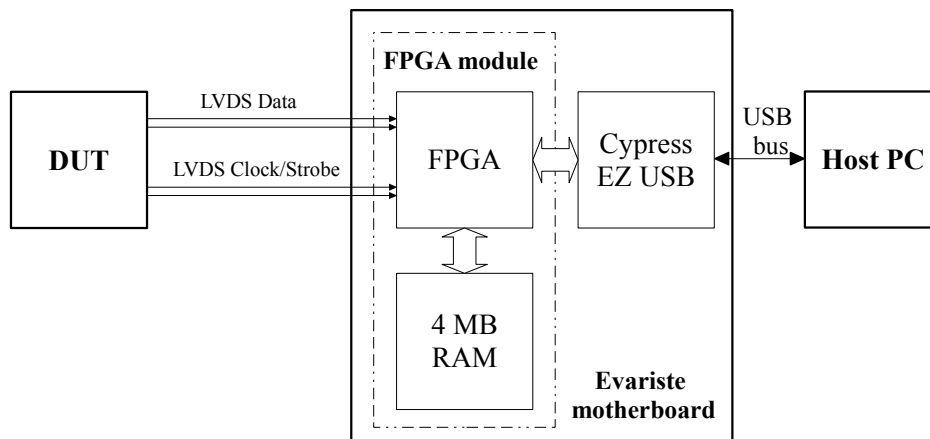 FPGA module
LVDS Data
DUT
LVDS Clock/Strobe
FPGA
Cypress
EZ USB
USB
bus
Host PC
4 MB
RAM
Evariste
motherboard